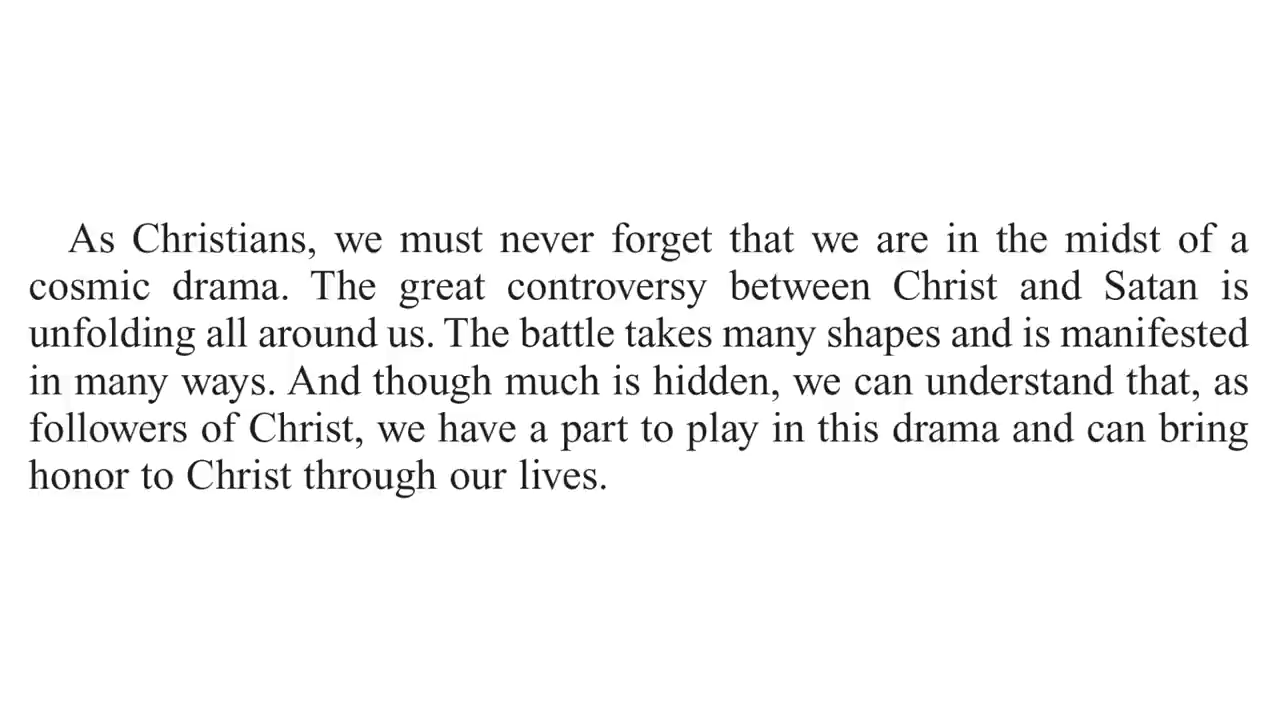 As Christians, we must never forget that we are in the midst of a
cosmic drama. The great controversy between Christ and Satan is
unfolding all around us. The battle takes many shapes and is manifested
in many ways. And though much is hidden, we can understand that, as
followers of Christ, we have a part to play in this drama and can bring
honor to Christ through our lives.